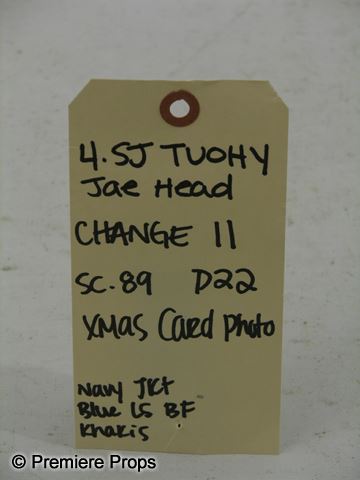 4. SJ TUOHY
Jae Head
CHANGE 11
SC. 89 D22
XMAS Card Photo
Navy JKt
Blue LS BF
Khakis
© Premiere Props